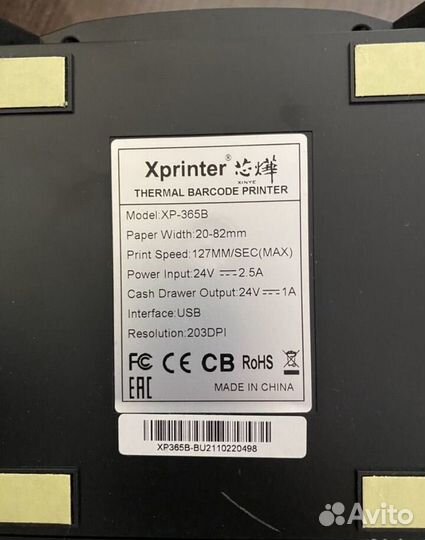 Xprinter® 芯烨
XINYE
THERMAL BARCODE PRINTER
Model:XP-365B
Paper Width:20-82mm
Print Speed:127MM/SEC(MAX)
Power Input:24V ⎓ 2.5A
Cash Drawer Output:24V ⎓ 1A
Interface:USB
Resolution:203DPI
FC CE CB RoHS
EAC MADE IN CHINA
XP365B-BU2110220498
Avito